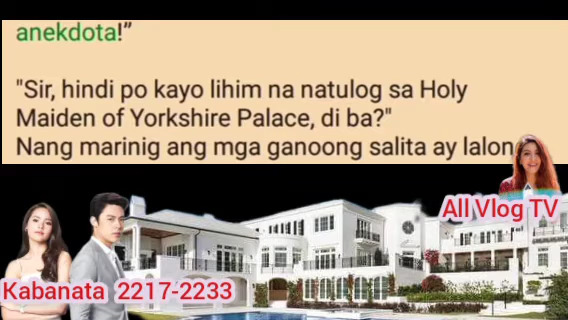 anekdota!”
"Sir, hindi po kayo lihim na natulog sa Holy
Maiden of Yorkshire Palace, di ba?"
Nang marinig ang mga ganoong salita ay lalon
All Vlog TV
Kabanata 2217-2233